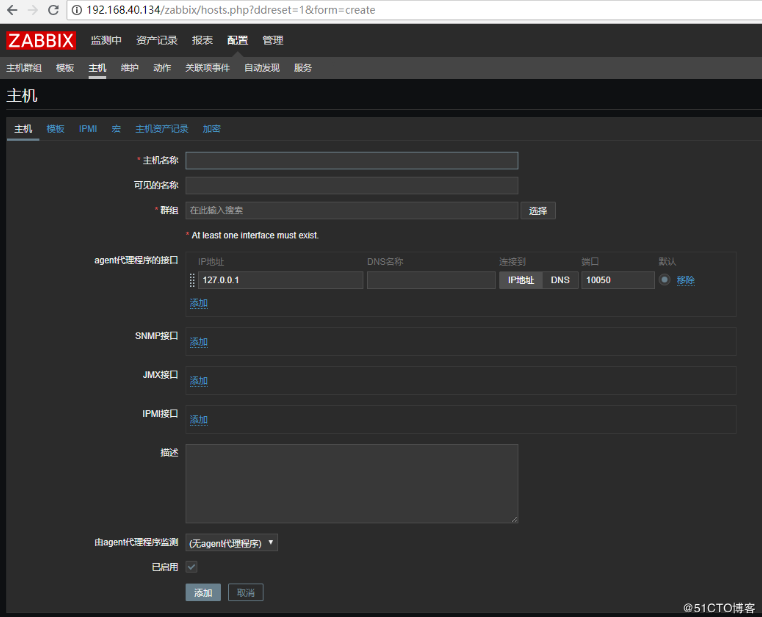 192.168.40.134/zabbix/hosts.php?ddreset=1&form=create
ZABBIX 监测中 资产记录 报表 配置 管理
主机群组 模板 主机 维护 动作 关联项事件 自动发现 服务
主机
主机 模板 IPMI 宏 主机资产记录 加密
* 主机名称
可见的名称
* 群组 在此输入搜索 选择
* At least one interface must exist.
agent代理程序的接口 IP地址 DNS名称 连接到 端口 默认
127.0.0.1 IP地址 DNS 10050 移除
添加
SNMP接口 添加
JMX接口 添加
IPMI接口 添加
描述
由agent代理程序监测 (无agent代理程序)
已启用
添加 取消
@51CTO博客